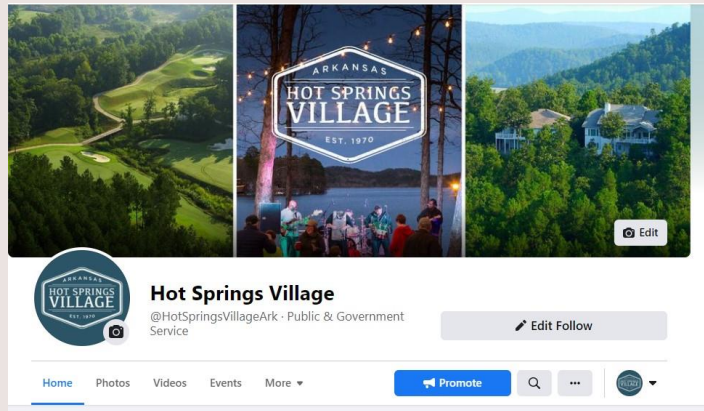 ARKANSAS
HOT SPRINGS
VILLAGE
EST. 1970
Edit
ARKANSAS
HOT SPRINGS
VILLAGE
EST. 1970
Hot Springs Village
@HotSpringsVillageArk · Public & Government
Service
Edit Follow
Home Photos Videos Events More
Promote